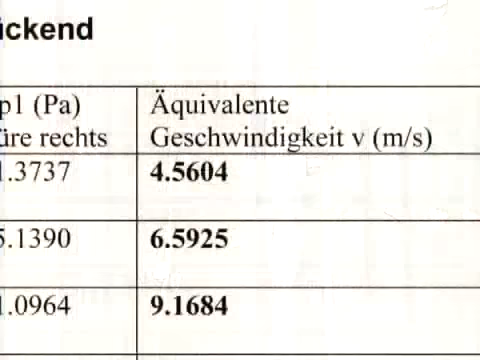 ückend
p1 (Pa) Äquivalente
üre rechts Geschwindigkeit v (m/s)
1.3737 4.5604
5.1390 6.5925
1.0964 9.1684